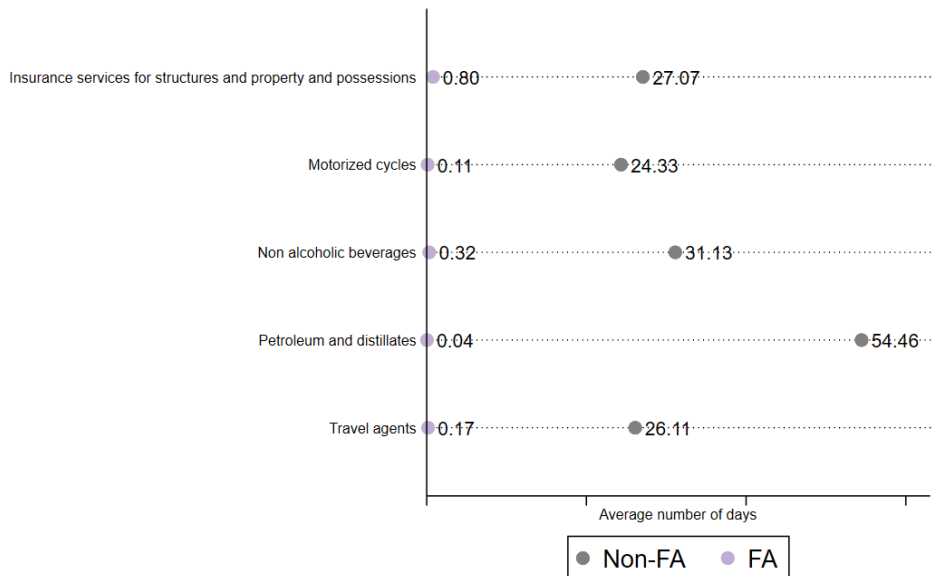 Insurance services for structures and property and possessions 0.80 27.07
Motorized cycles 0.11 24.33
Non alcoholic beverages 0.32 31.13
Petroleum and distillates 0.04 54.46
Travel agents 0.17 26.11
Average number of days
Non-FA FA